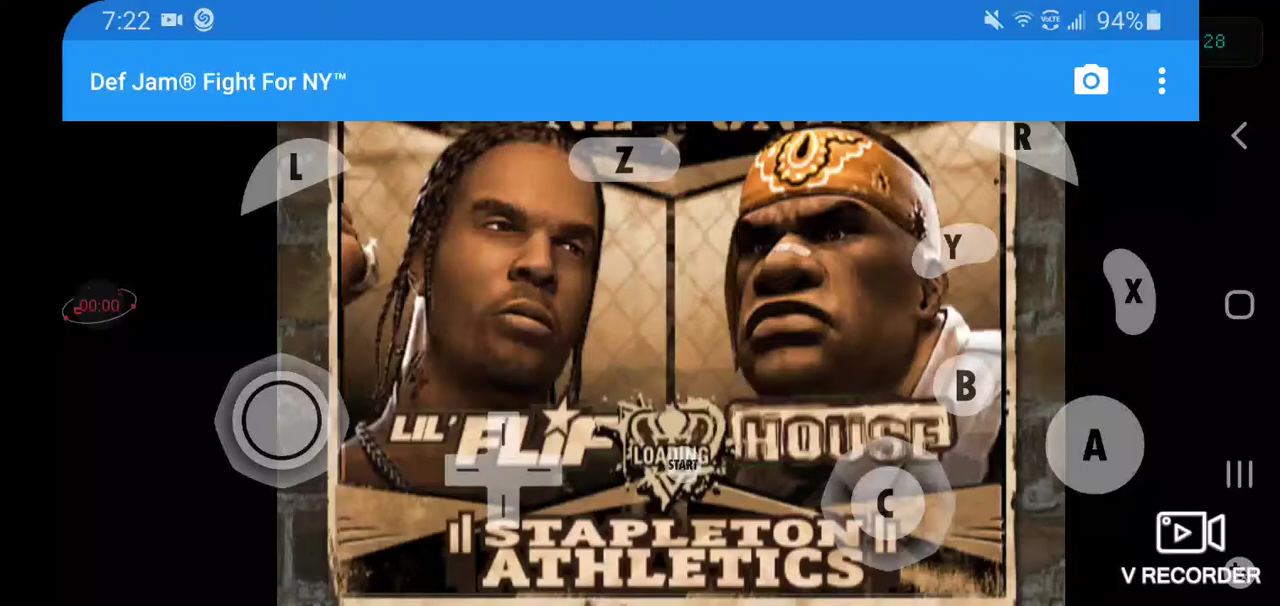 7:22 VoLTE 94%
28
Def Jam® Fight For NY™
L Z R
Y
X
00:00
B
LIL' FLIP LOADING HOUSE
START
A
C
STAPLETON
ATHLETICS
V RECORDER